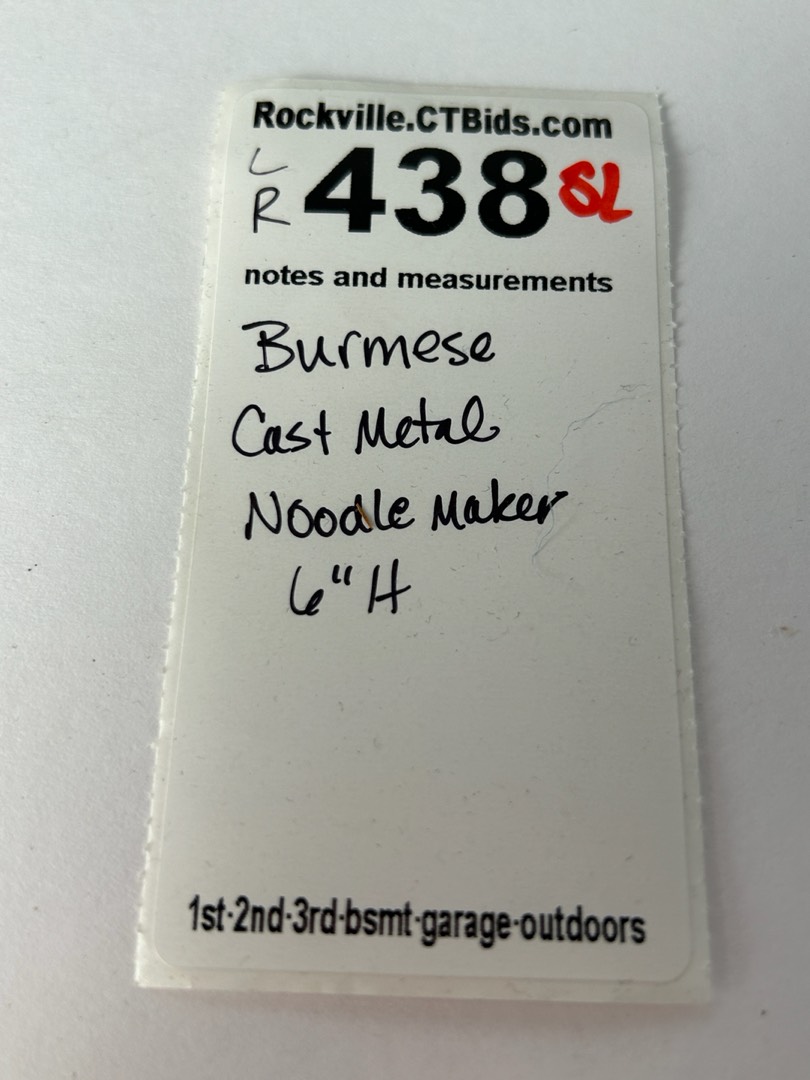 Rockville.CTBids.com
L
R 438 SL
notes and measurements
Burmese
Cast Metal
Noodle Maker
6" H
1st-2nd-3rd-bsmt-garage-outdoors